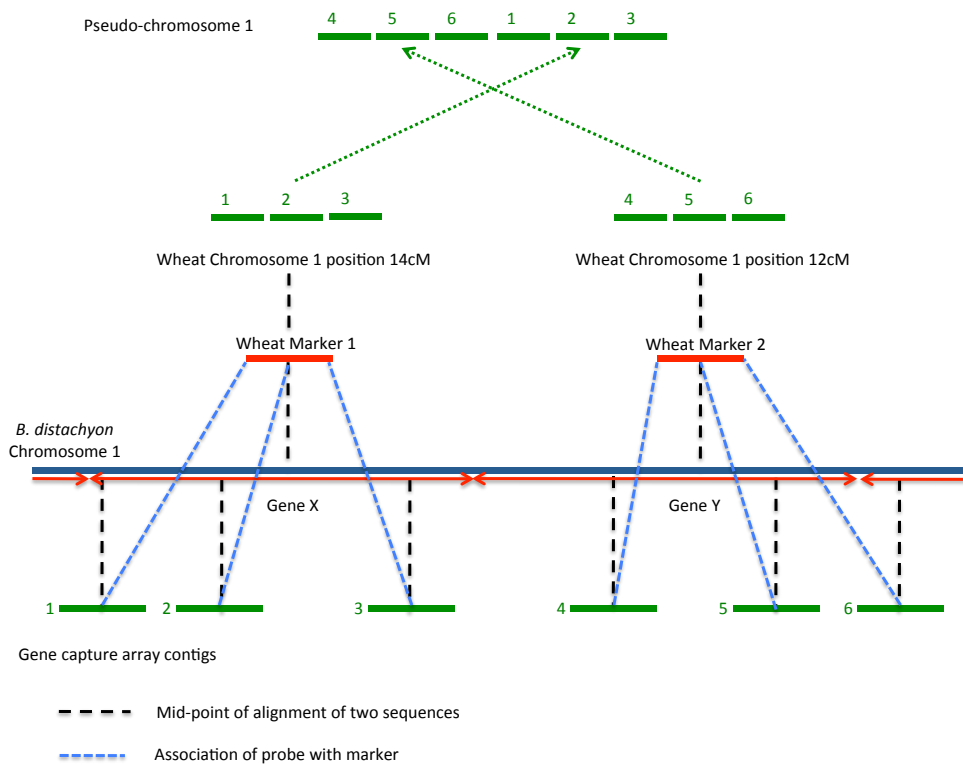 Pseudo-chromosome 1
4 5 6 1 2 3
1 2 3 4 5 6
Wheat Chromosome 1 position 14cM Wheat Chromosome 1 position 12cM
Wheat Marker 1 Wheat Marker 2
B. distachyon
Chromosome 1
Gene X Gene Y
1 2 3 4 5 6
Gene capture array contigs
Mid-point of alignment of two sequences
Association of probe with marker